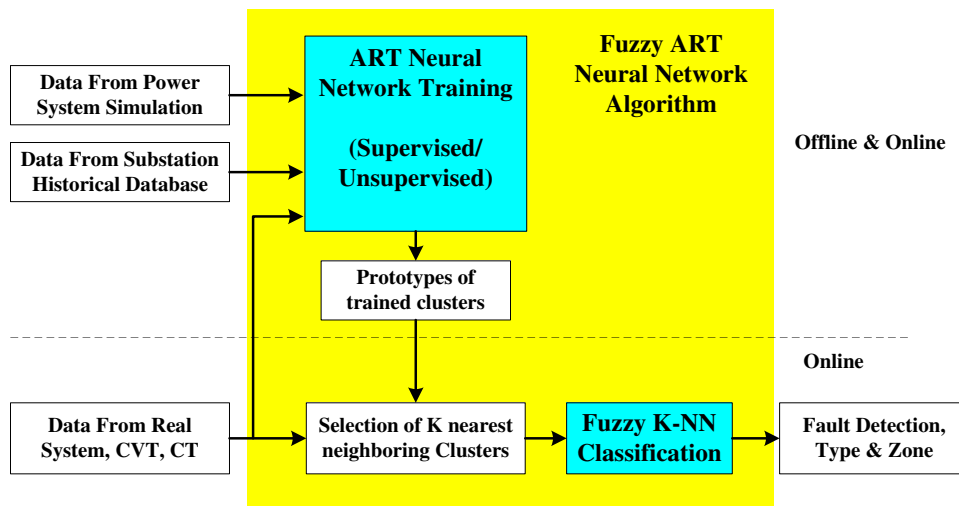 ART Neural
Network Training
(Supervised/
Unsupervised)
Fuzzy ART
Neural Network
Algorithm
Data From Power
System Simulation
Data From Substation
Historical Database
Offline & Online
Prototypes of
trained clusters
Online
Data From Real
System, CVT, CT
Selection of K nearest
neighboring Clusters
Fuzzy K-NN
Classification
Fault Detection,
Type & Zone